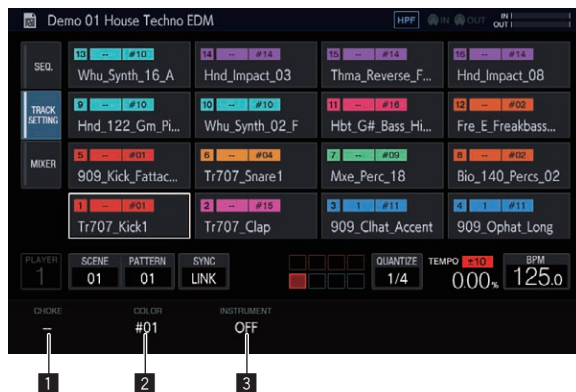 Demo 01 House Techno EDM
HPF IN OUT IN OUT
SEQ.
13 -- #10
Whu_Synth_16_A
14 -- #14
Hnd_Impact_03
15 -- #14
Thma_Reverse_F...
16 -- #14
Hnd_Impact_08
TRACK SETTING
9 -- #10
Hnd_122_Gm_Pi...
10 -- #10
Whu_Synth_02_F
11 -- #16
Hbt_G#_Bass_Hi...
12 -- #02
Fre_E_Freakbass...
MIXER
5 -- #01
909_Kick_Fattac...
6 -- #04
Tr707_Snare1
7 -- #09
Mxe_Perc_18
8 -- #02
Bio_140_Percs_02
1 -- #01
Tr707_Kick1
2 -- #15
Tr707_Clap
3 1 #11
909_Clhat_Accent
4 1 #11
909_Ophat_Long
PLAYER 1
SCENE 01
PATTERN 01
SYNC LINK
QUANTIZE 1/4
TEMPO ±10 0.00%
BPM 125.0
CHOKE --
COLOR #01
INSTRUMENT OFF
1 2 3